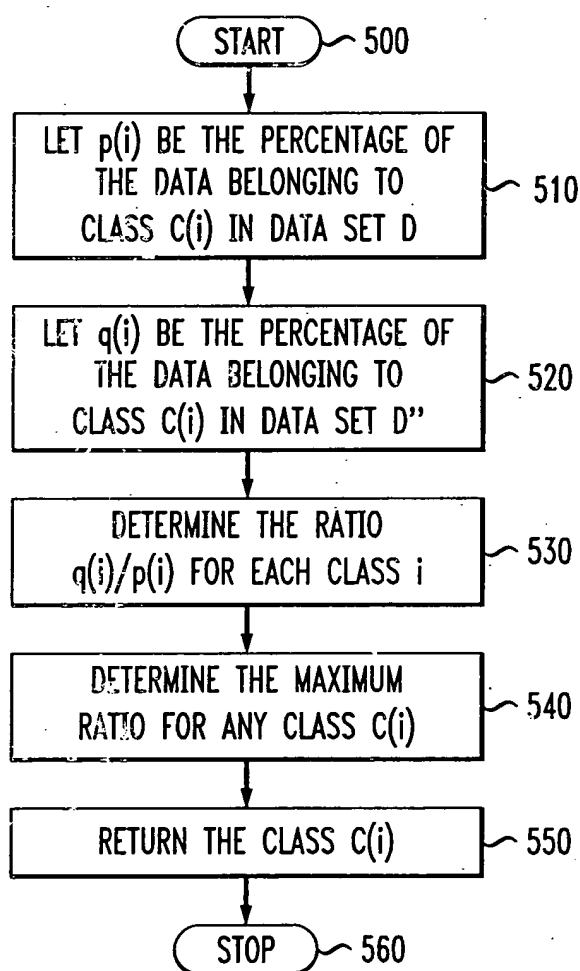 START 500
LET p(i) BE THE PERCENTAGE OF
THE DATA BELONGING TO
CLASS C(i) IN DATA SET D
510
LET q(i) BE THE PERCENTAGE OF
THE DATA BELONGING TO
CLASS C(i) IN DATA SET D"
520
DETERMINE THE RATIO
q(i)/p(i) FOR EACH CLASS i
530
DETERMINE THE MAXIMUM
RATIO FOR ANY CLASS C(i)
540
RETURN THE CLASS C(i) 550
STOP 560